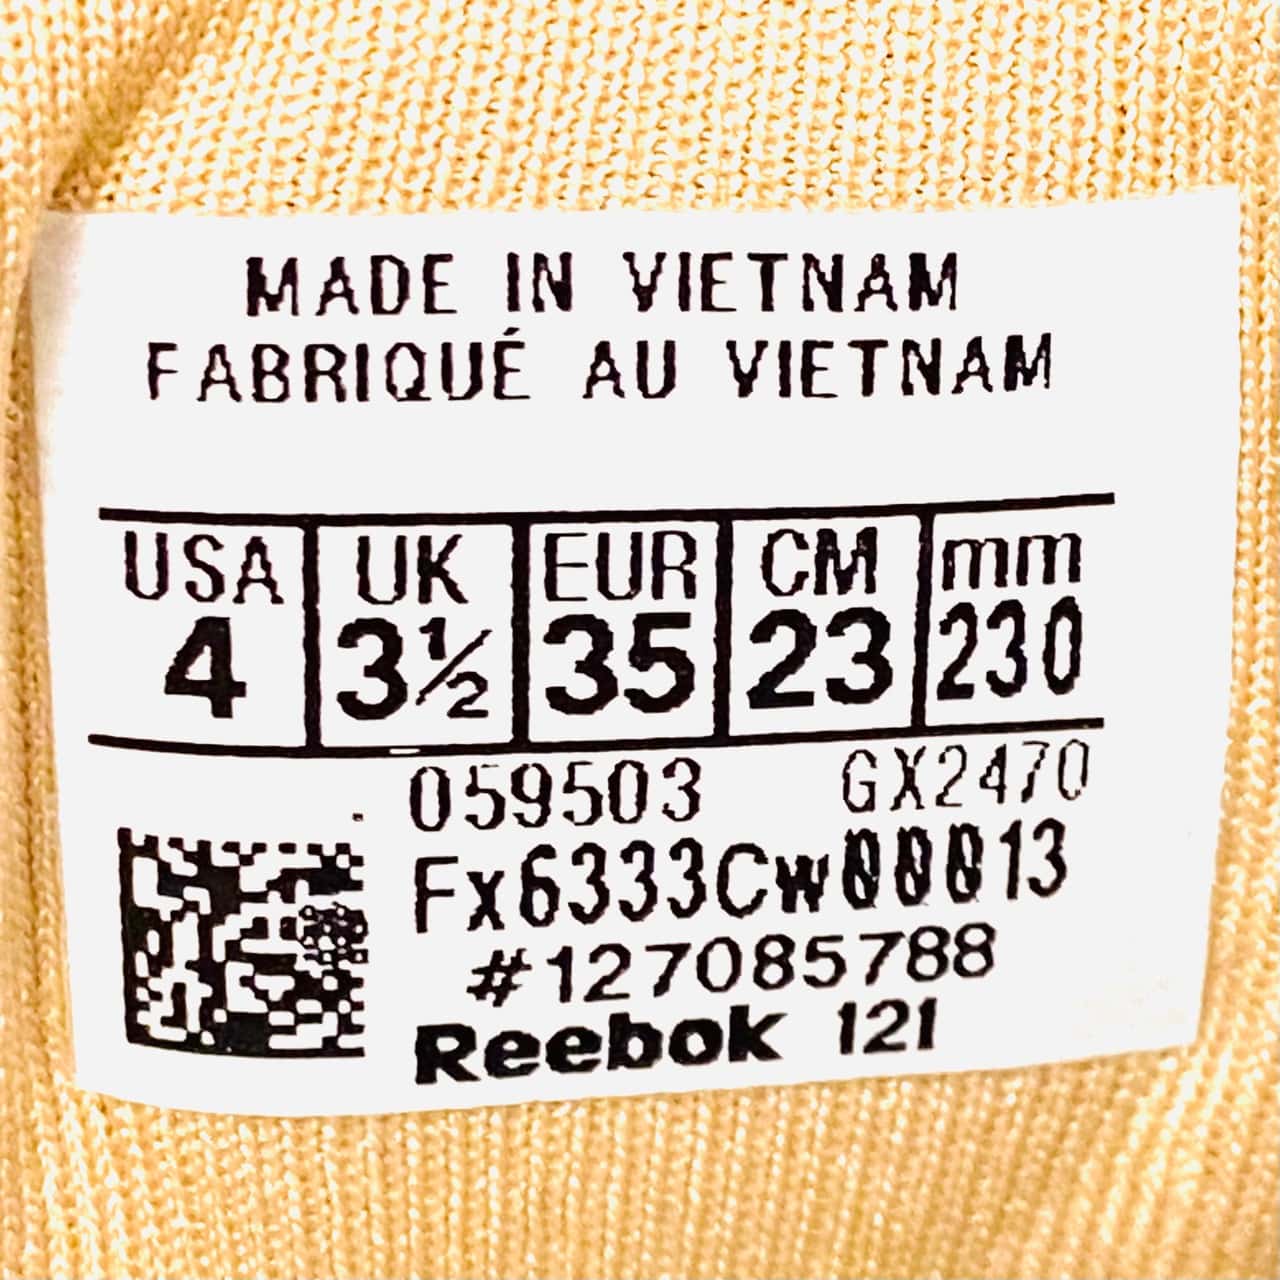 MADE IN VIETNAM
FABRIQUÉ AU VIETNAM
USA UK EUR CM mm
4 3½ 35 23 230
059503 GX2470
Fx6333Cw00013
#127085788
Reebok 121